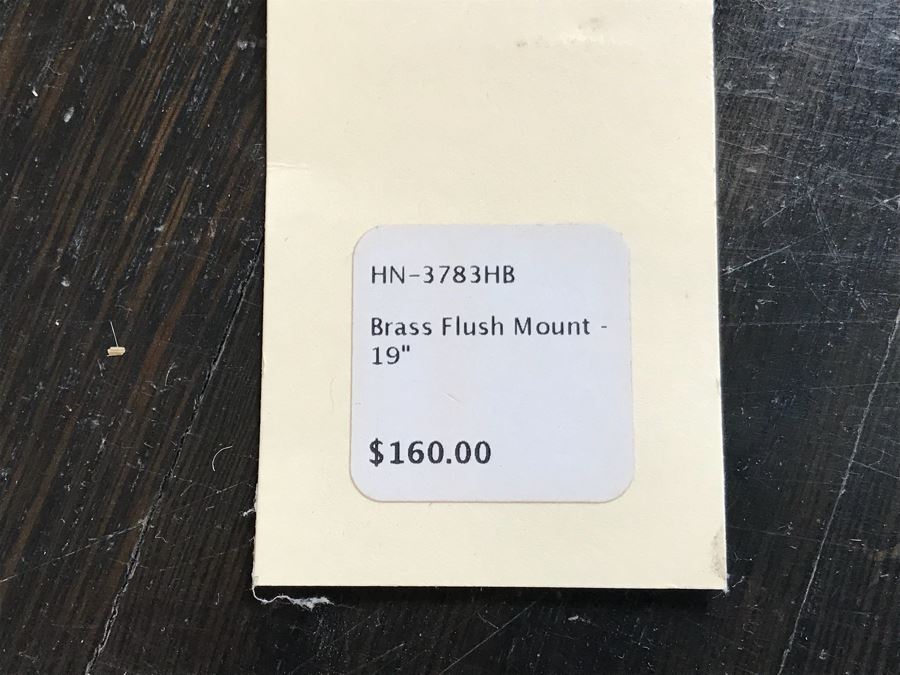 HN-3783HB
Brass Flush Mount -
19"
$160.00